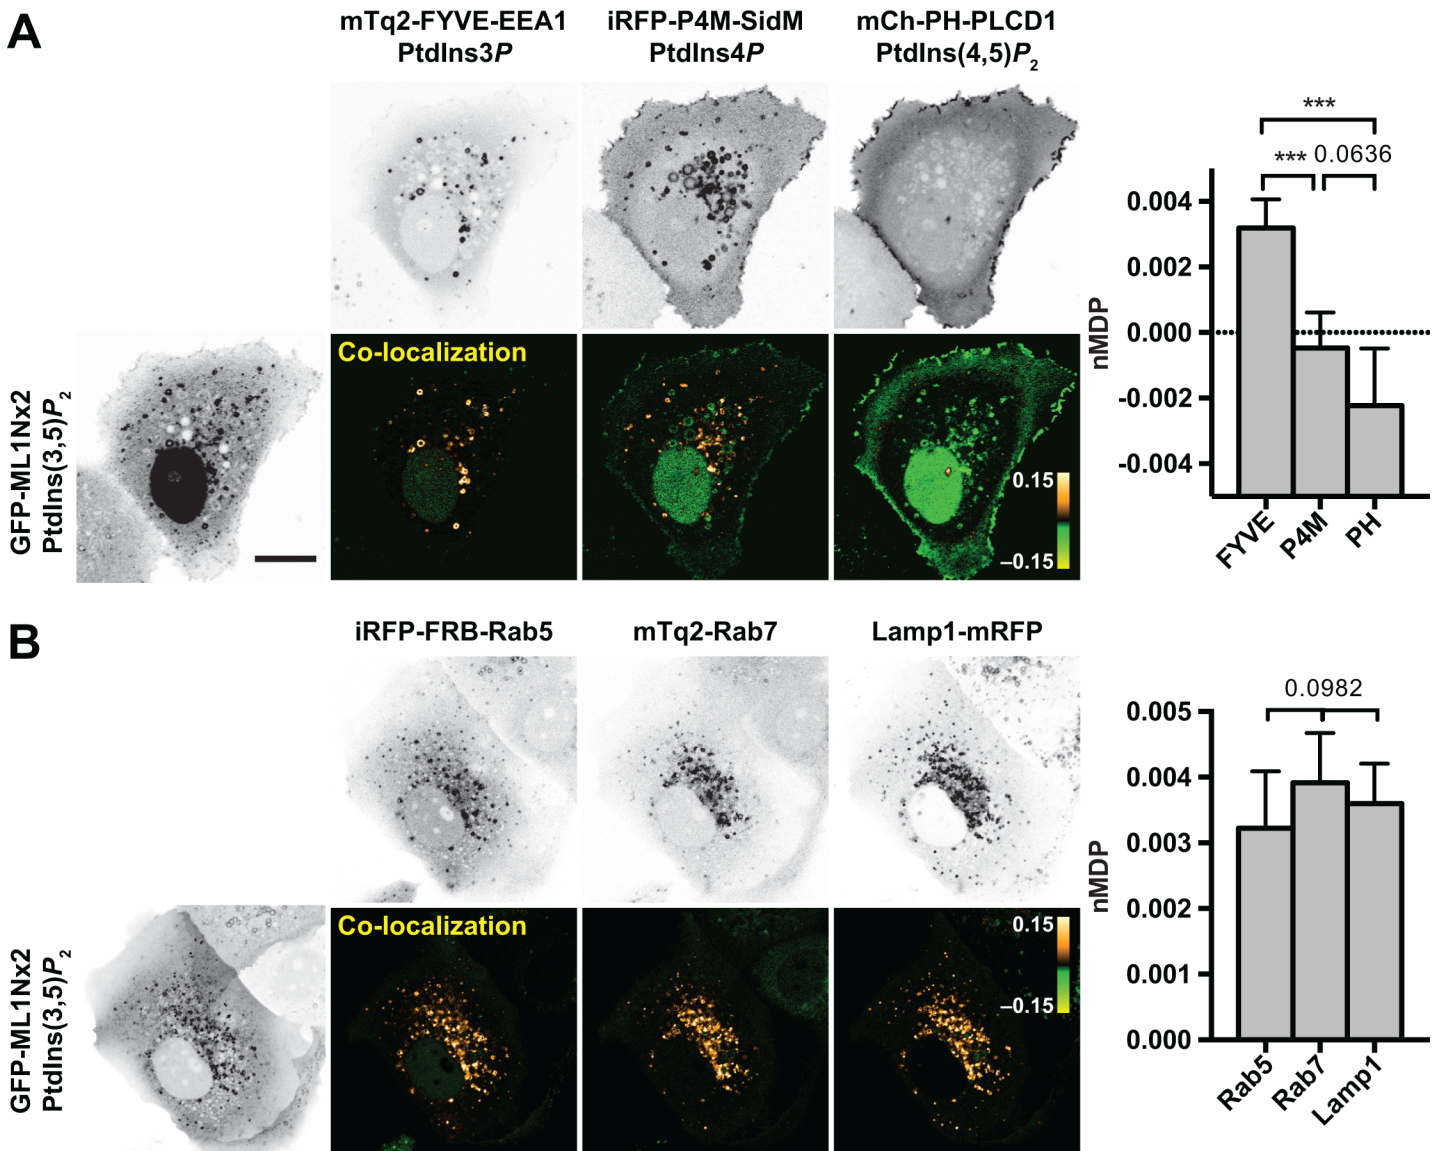 A
mTq2-FYVE-EEA1
PtdIns3P
iRFP-P4M-SidM
PtdIns4P
mCh-PH-PLCD1
PtdIns(4,5)P2
GFP-ML1Nx2
PtdIns(3,5)P2
Co-localization
0.15
–0.15
***
*** 0.0636
nMDP
0.004
0.002
0.000
-0.002
-0.004
FYVE
P4M
PH
B
iRFP-FRB-Rab5
mTq2-Rab7
Lamp1-mRFP
GFP-ML1Nx2
PtdIns(3,5)P2
Co-localization
0.15
–0.15
0.0982
nMDP
0.005
0.004
0.003
0.002
0.001
0.000
Rab5
Rab7
Lamp1